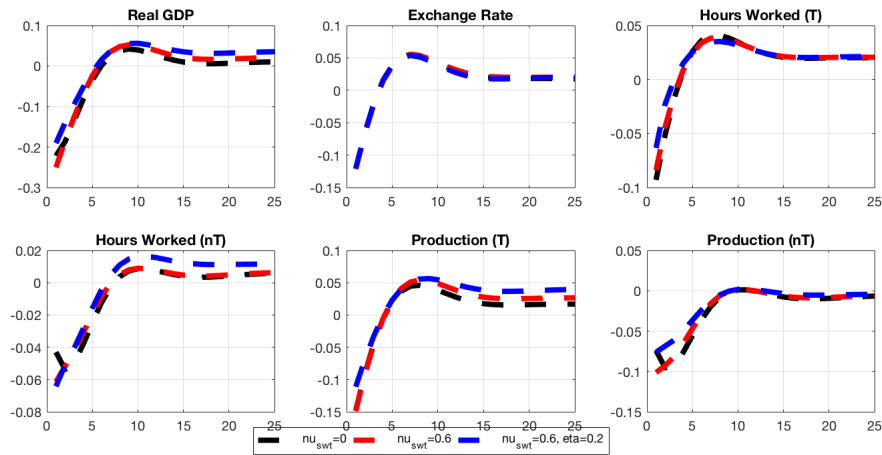 Real GDP
0.1
0
-0.1
-0.2
-0.3
0 5 10 15 20 25
Exchange Rate
0.1
0.05
0
-0.05
-0.1
-0.15
0 5 10 15 20 25
Hours Worked (T)
0.05
0
-0.05
-0.1
0 5 10 15 20 25
Hours Worked (nT)
0.02
0
-0.02
-0.04
-0.06
-0.08
0 5 10 15 20 25
Production (T)
0.1
0.05
0
-0.05
-0.1
-0.15
0 5 10 15 20 25
Production (nT)
0.05
0
-0.05
-0.1
-0.15
0 5 10 15 20 25
nu_swt=0 nu_swt=0.6 nu_swt=0.6, eta=0.2